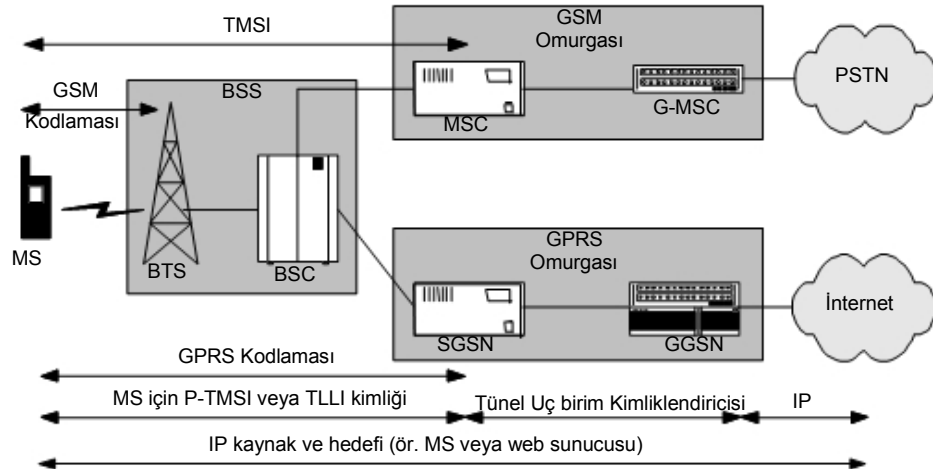 TMSI
GSM
Omurgası
GSM
Kodlaması
BSS
MSC
G-MSC
PSTN
MS
BTS
BSC
GPRS
Omurgası
SGSN
GGSN
İnternet
GPRS Kodlaması
MS için P-TMSI veya TLLI kimliği
Tünel Uç birim Kimliklendiricisi
IP
IP kaynak ve hedefi (ör. MS veya web sunucusu)